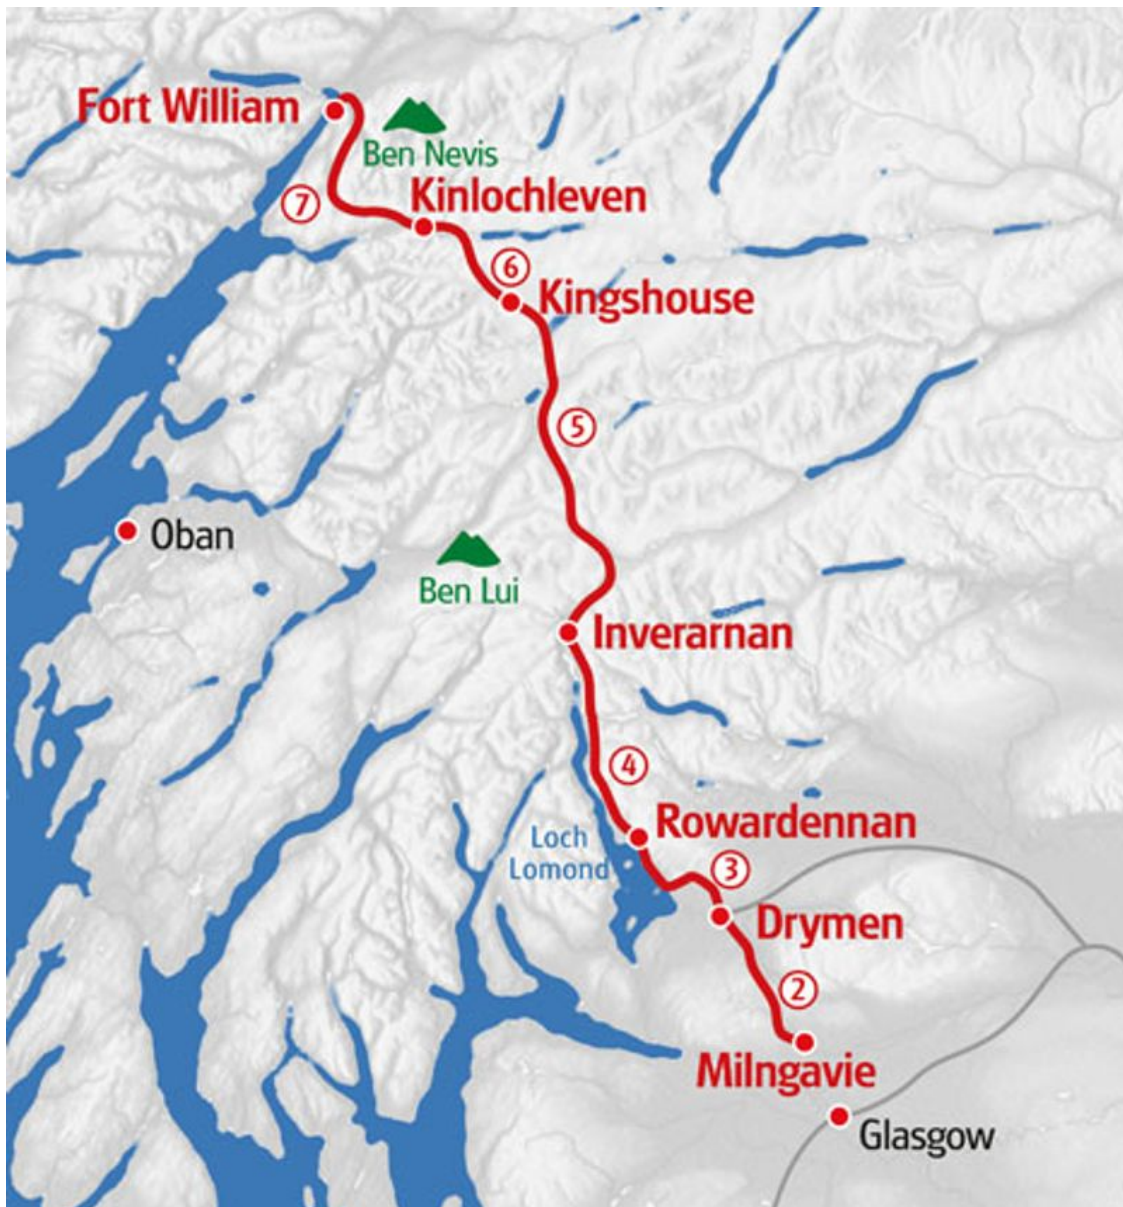 Fort William
Ben Nevis
Kinlochleven
7
6
Kingshouse
5
Oban
Ben Lui
Inverarnan
4
Rowardennan
Loch
Lomond
3
Drymen
2
Milngavie
Glasgow